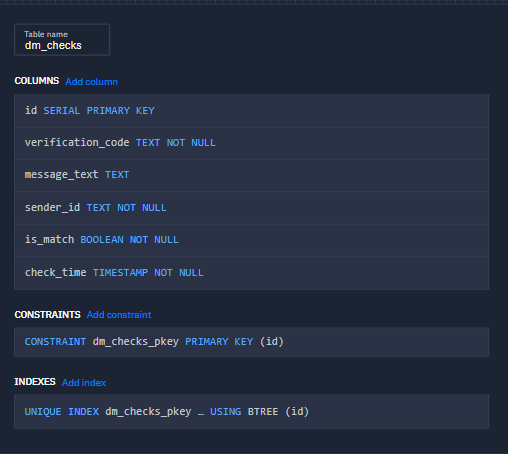 Table name
dm_checks
COLUMNS Add column
id SERIAL PRIMARY KEY
verification_code TEXT NOT NULL
message_text TEXT
sender_id TEXT NOT NULL
is_match BOOLEAN NOT NULL
check_time TIMESTAMP NOT NULL
CONSTRAINTS Add constraint
CONSTRAINT dm_checks_pkey PRIMARY KEY (id)
INDEXES Add index
UNIQUE INDEX dm_checks_pkey … USING BTREE (id)